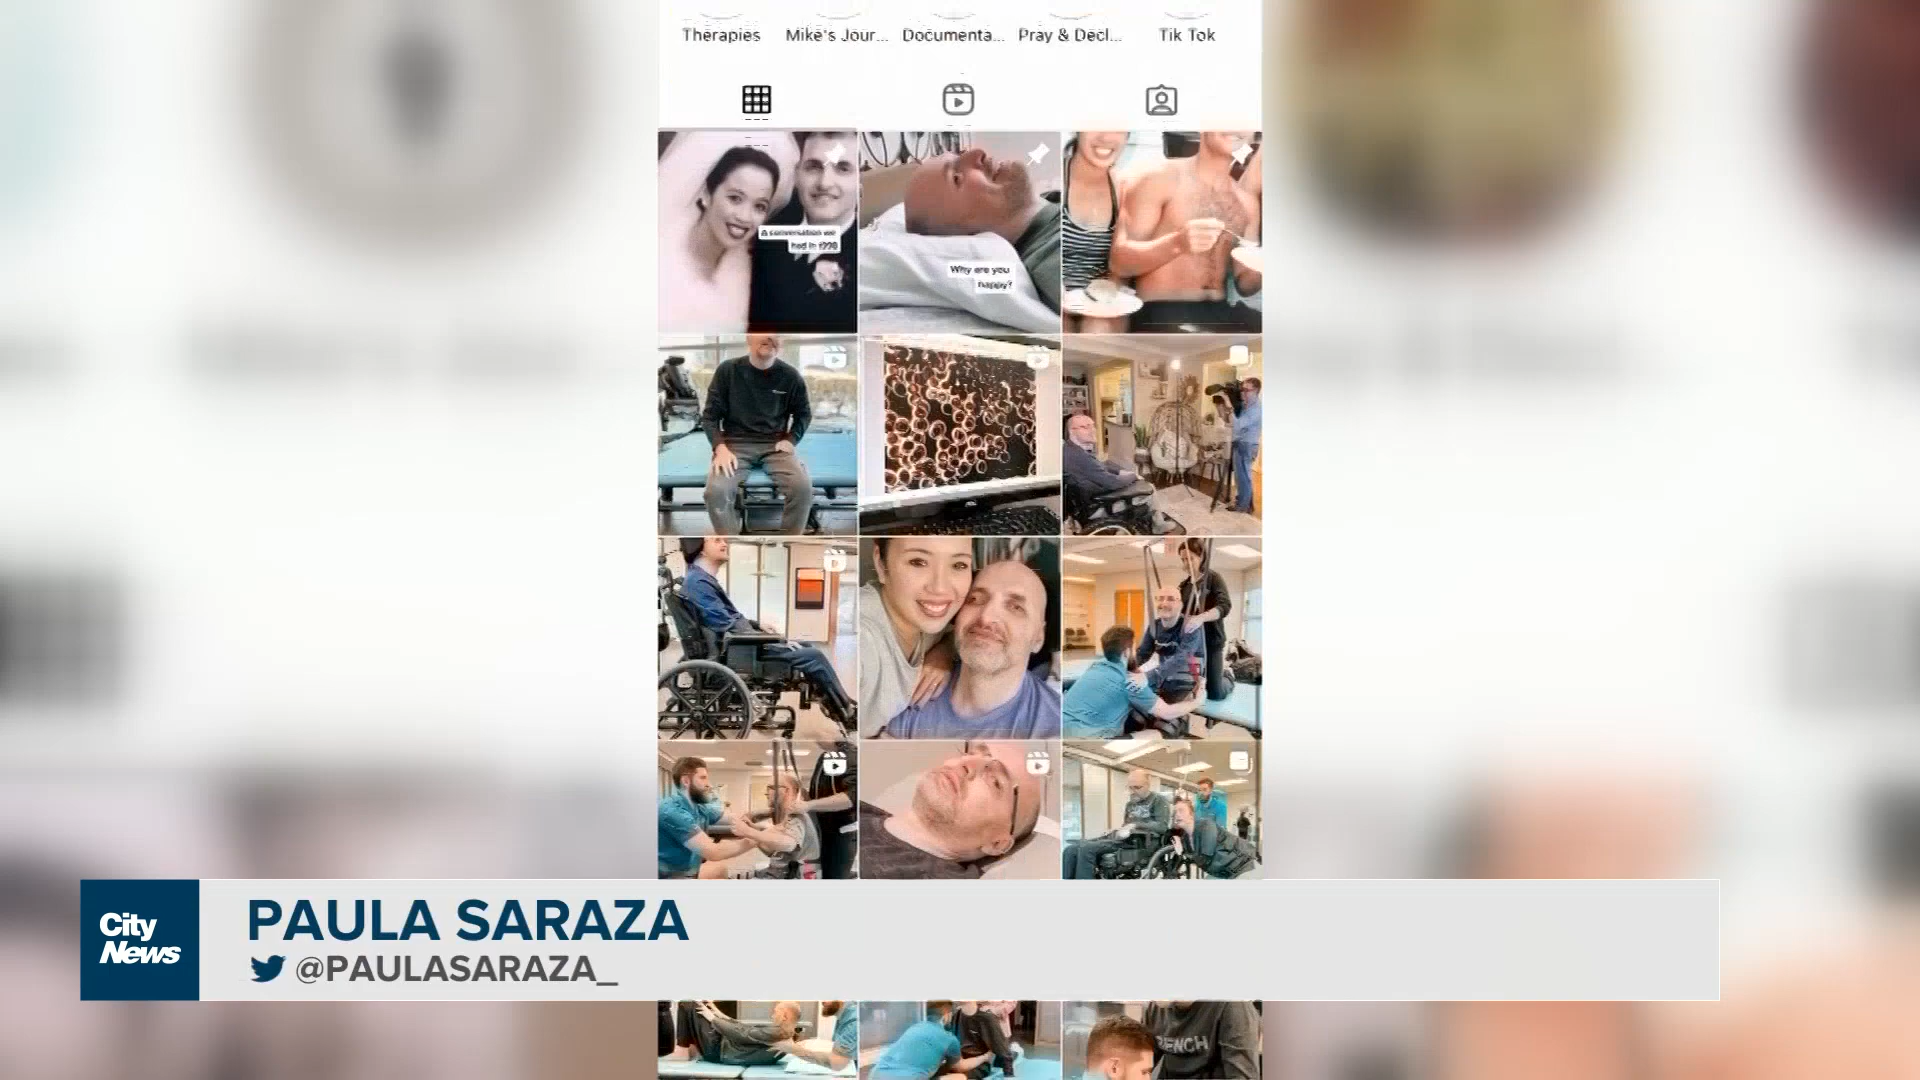 Therapies Mike's Jour... Documenta... Pray & Decl... Tik Tok
A conversation we
had in 1998
Why are you
happy?
FRENCH
City
News
PAULA SARAZA
@PAULASARAZA_